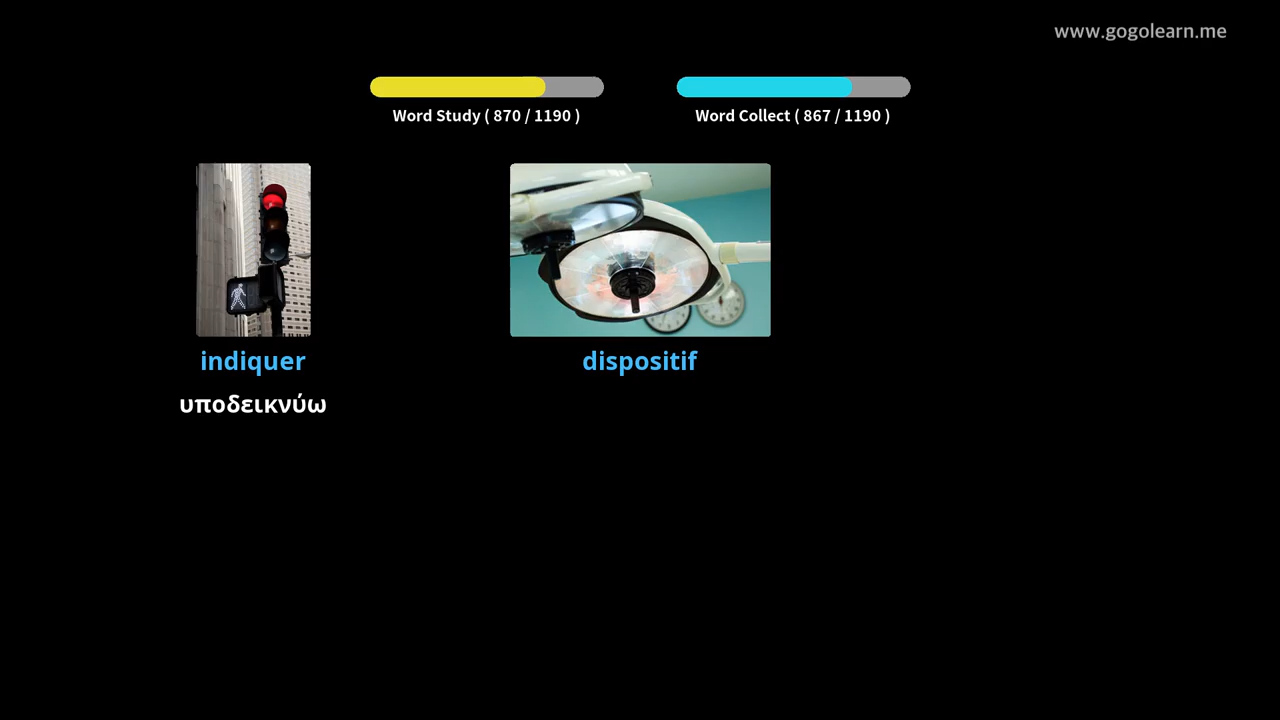 www.gogolearn.me
Word Study ( 870 / 1190 )
Word Collect ( 867 / 1190 )
indiquer
υποδεικνύω
dispositif